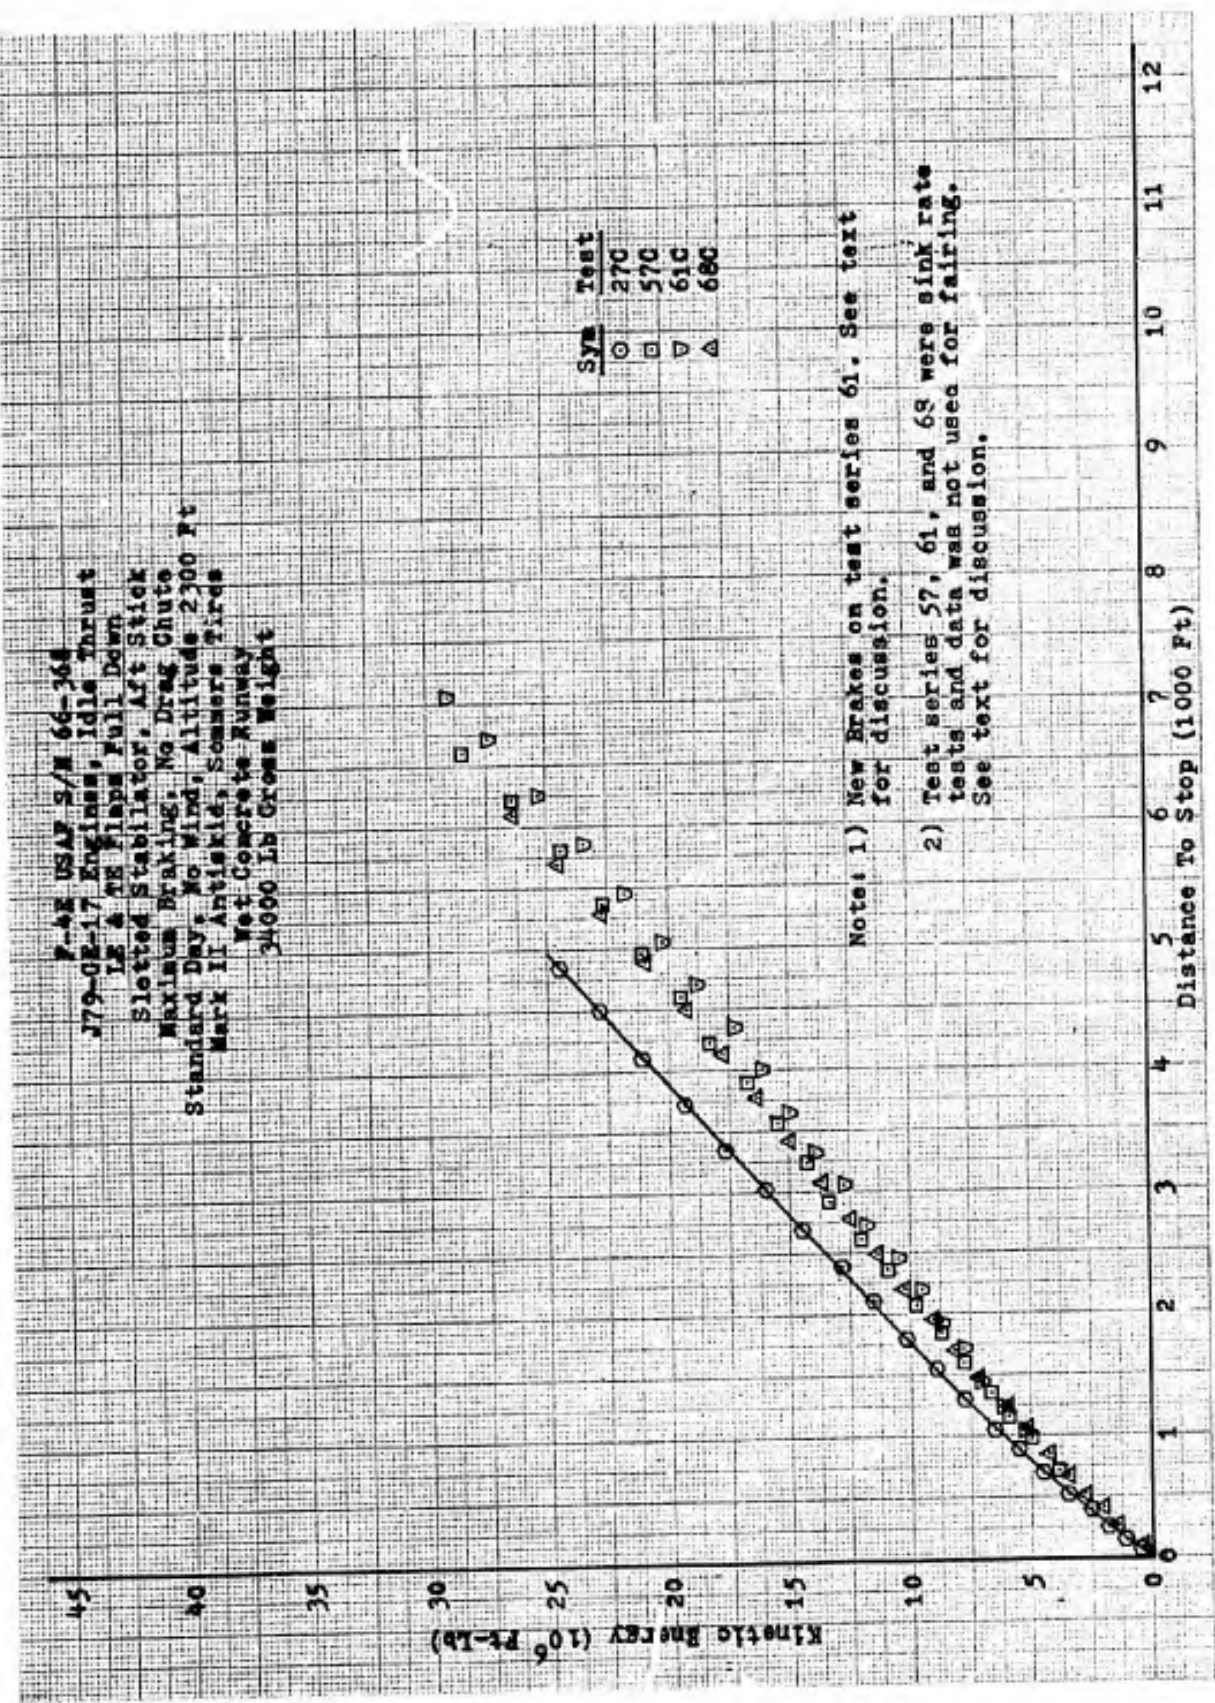 F-4E USAF S/N 66-368
J79-GE-17 Engines, Idle Thrust
LE & TE Flaps Full Down
Slotted Stabilator, Aft Stick
Maximum Braking, No Drag Chute
Standard Day, No Wind, Altitude 2300 Ft
Mark II Antiskid, Sommers Tires
Wet Concrete Runway
34000 Lb Gross Weight
Sym Test
27C
57C
61C
68C
Note: 1) New Brakes on test series 61. See text
for discussion.
2) Test series 57, 61, and 68 were sink rate
tests and data was not used for fairing.
See text for discussion.
Kinetic Energy (10⁶ Ft-Lb)
45
40
35
30
25
20
15
10
5
0
0 1 2 3 4 5 6 7 8 9 10 11 12
Distance To Stop (1000 Ft)